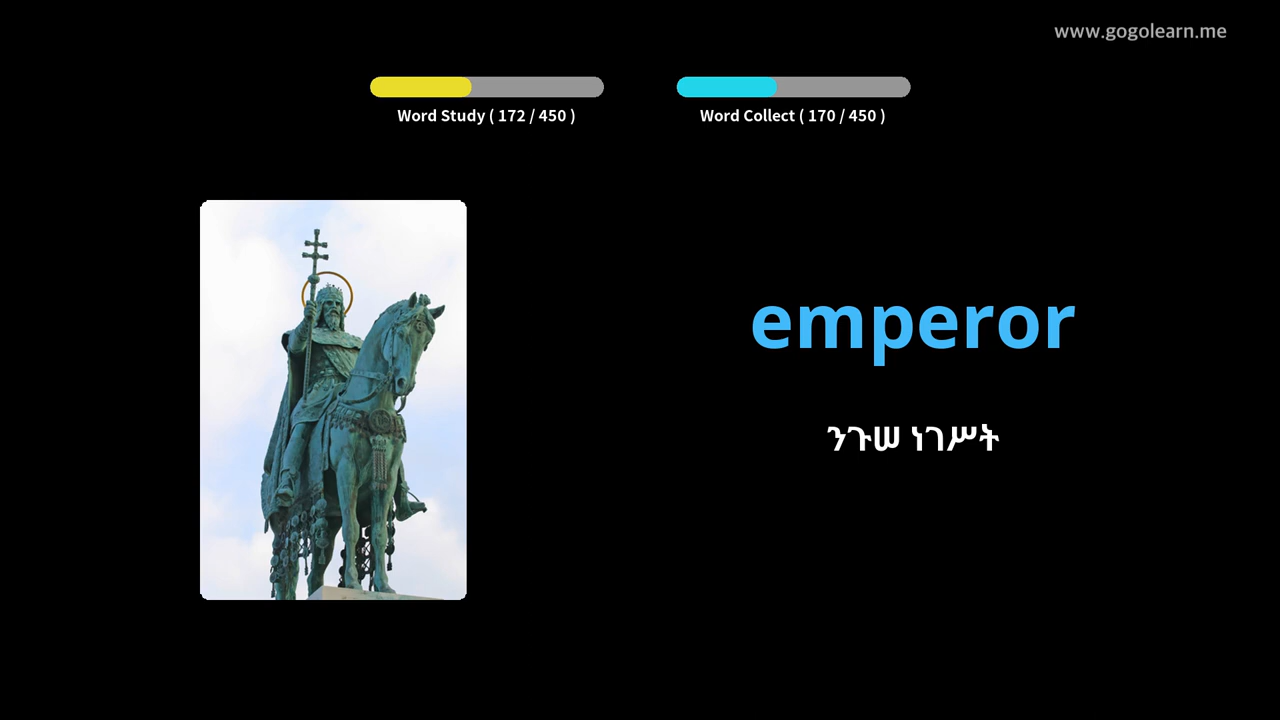 www.gogolearn.me
Word Study ( 172 / 450 )
Word Collect ( 170 / 450 )
emperor
ንጉሠ ነገሥት